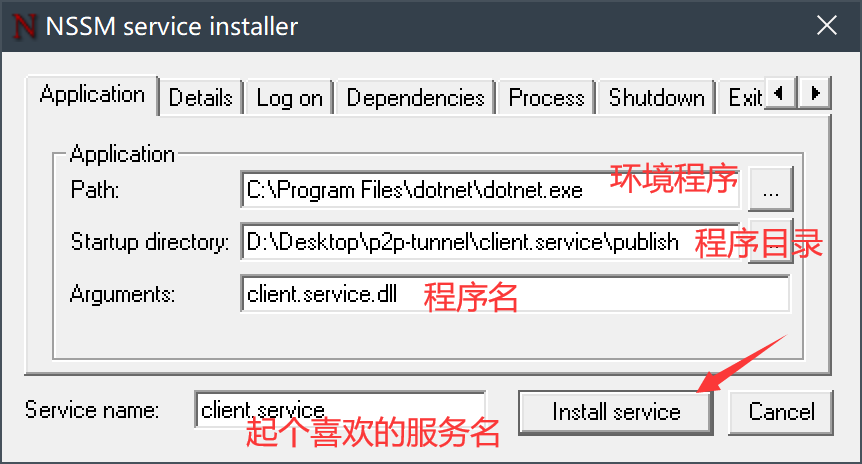 NSSM service installer
Application Details Log on Dependencies Process Shutdown Exit
Application
Path: C:\Program Files\dotnet\dotnet.exe 环境程序 ...
Startup directory: D:\Desktop\p2p-tunnel\client.service\publish 程序目录 ...
Arguments: client.service.dll 程序名
Service name: client.service Install service Cancel
起个喜欢的服务名